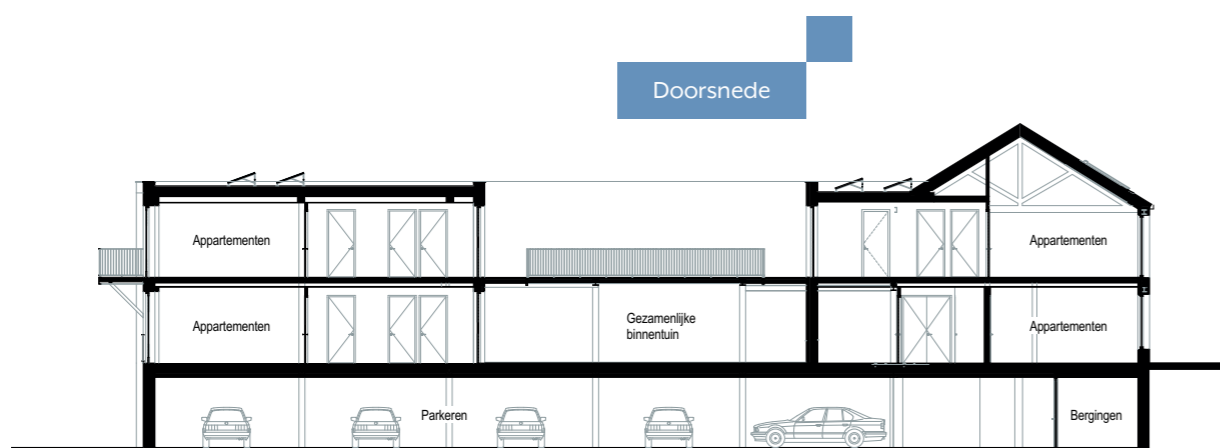 Doorsnede
Appartementen
Appartementen
Appartementen
Gezamenlijke
binnentuin
Appartementen
Parkeren
Bergingen